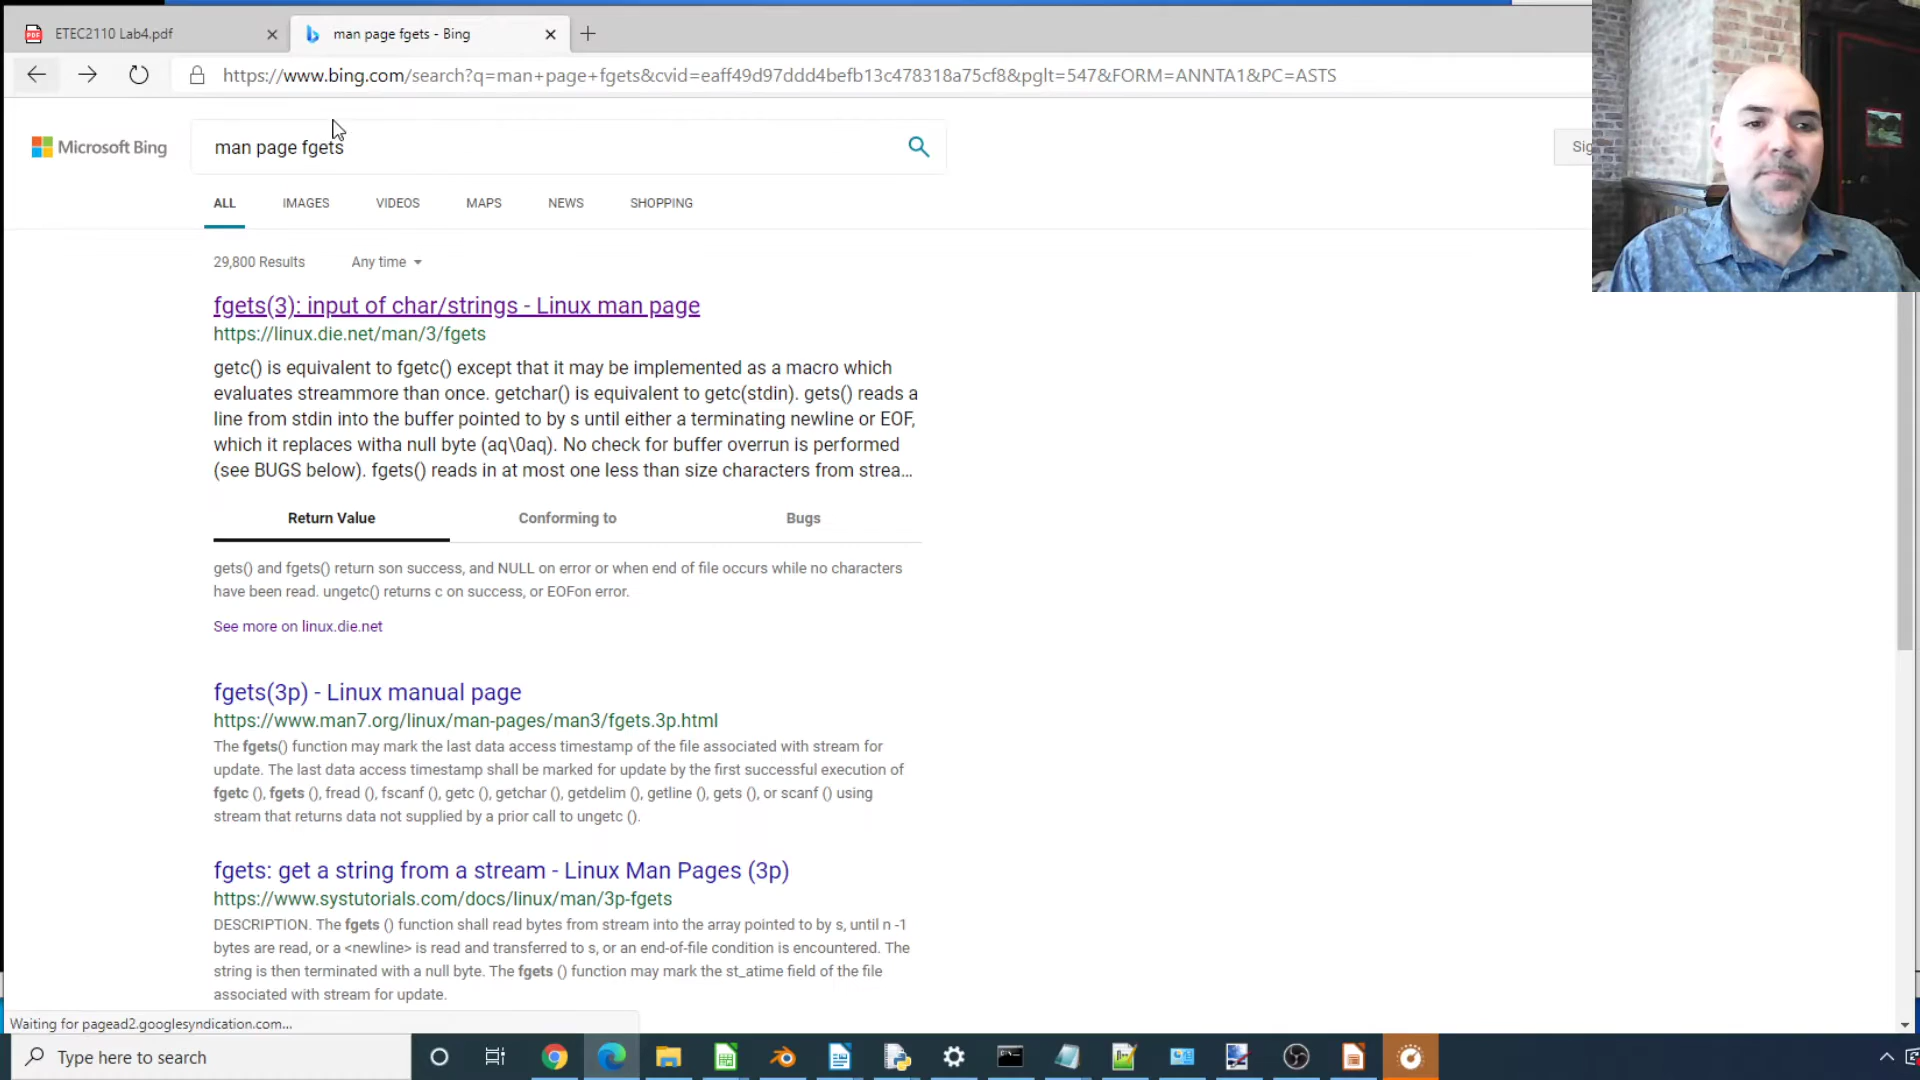 ETEC2110 Lab4.pdf
man page fgets - Bing
https://www.bing.com/search?q=man+page+fgets&cvid=eaff49d97ddd4befb13c478318a75cf8&pglt=547&FORM=ANNTA1&PC=ASTS
Microsoft Bing
man page fgets
Sig
ALL IMAGES VIDEOS MAPS NEWS SHOPPING
29,800 Results Any time
fgets(3): input of char/strings - Linux man page
https://linux.die.net/man/3/fgets
getc() is equivalent to fgetc() except that it may be implemented as a macro which
evaluates streammore than once. getchar() is equivalent to getc(stdin). gets() reads a
line from stdin into the buffer pointed to by s until either a terminating newline or EOF,
which it replaces witha null byte (aq\0aq). No check for buffer overrun is performed
(see BUGS below). fgets() reads in at most one less than size characters from strea...
Return Value Conforming to Bugs
gets() and fgets() return son success, and NULL on error or when end of file occurs while no characters
have been read. ungetc() returns c on success, or EOFon error.
See more on linux.die.net
fgets(3p) - Linux manual page
https://www.man7.org/linux/man-pages/man3/fgets.3p.html
The fgets() function may mark the last data access timestamp of the file associated with stream for
update. The last data access timestamp shall be marked for update by the first successful execution of
fgetc (), fgets (), fread (), fscanf (), getc (), getchar (), getdelim (), getline (), gets (), or scanf () using
stream that returns data not supplied by a prior call to ungetc ().
fgets: get a string from a stream - Linux Man Pages (3p)
https://www.systutorials.com/docs/linux/man/3p-fgets
DESCRIPTION. The fgets () function shall read bytes from stream into the array pointed to by s, until n -1
bytes are read, or a <newline> is read and transferred to s, or an end-of-file condition is encountered. The
string is then terminated with a null byte. The fgets () function may mark the st_atime field of the file
associated with stream for update.
Waiting for pagead2.googlesyndication.com...
Type here to search